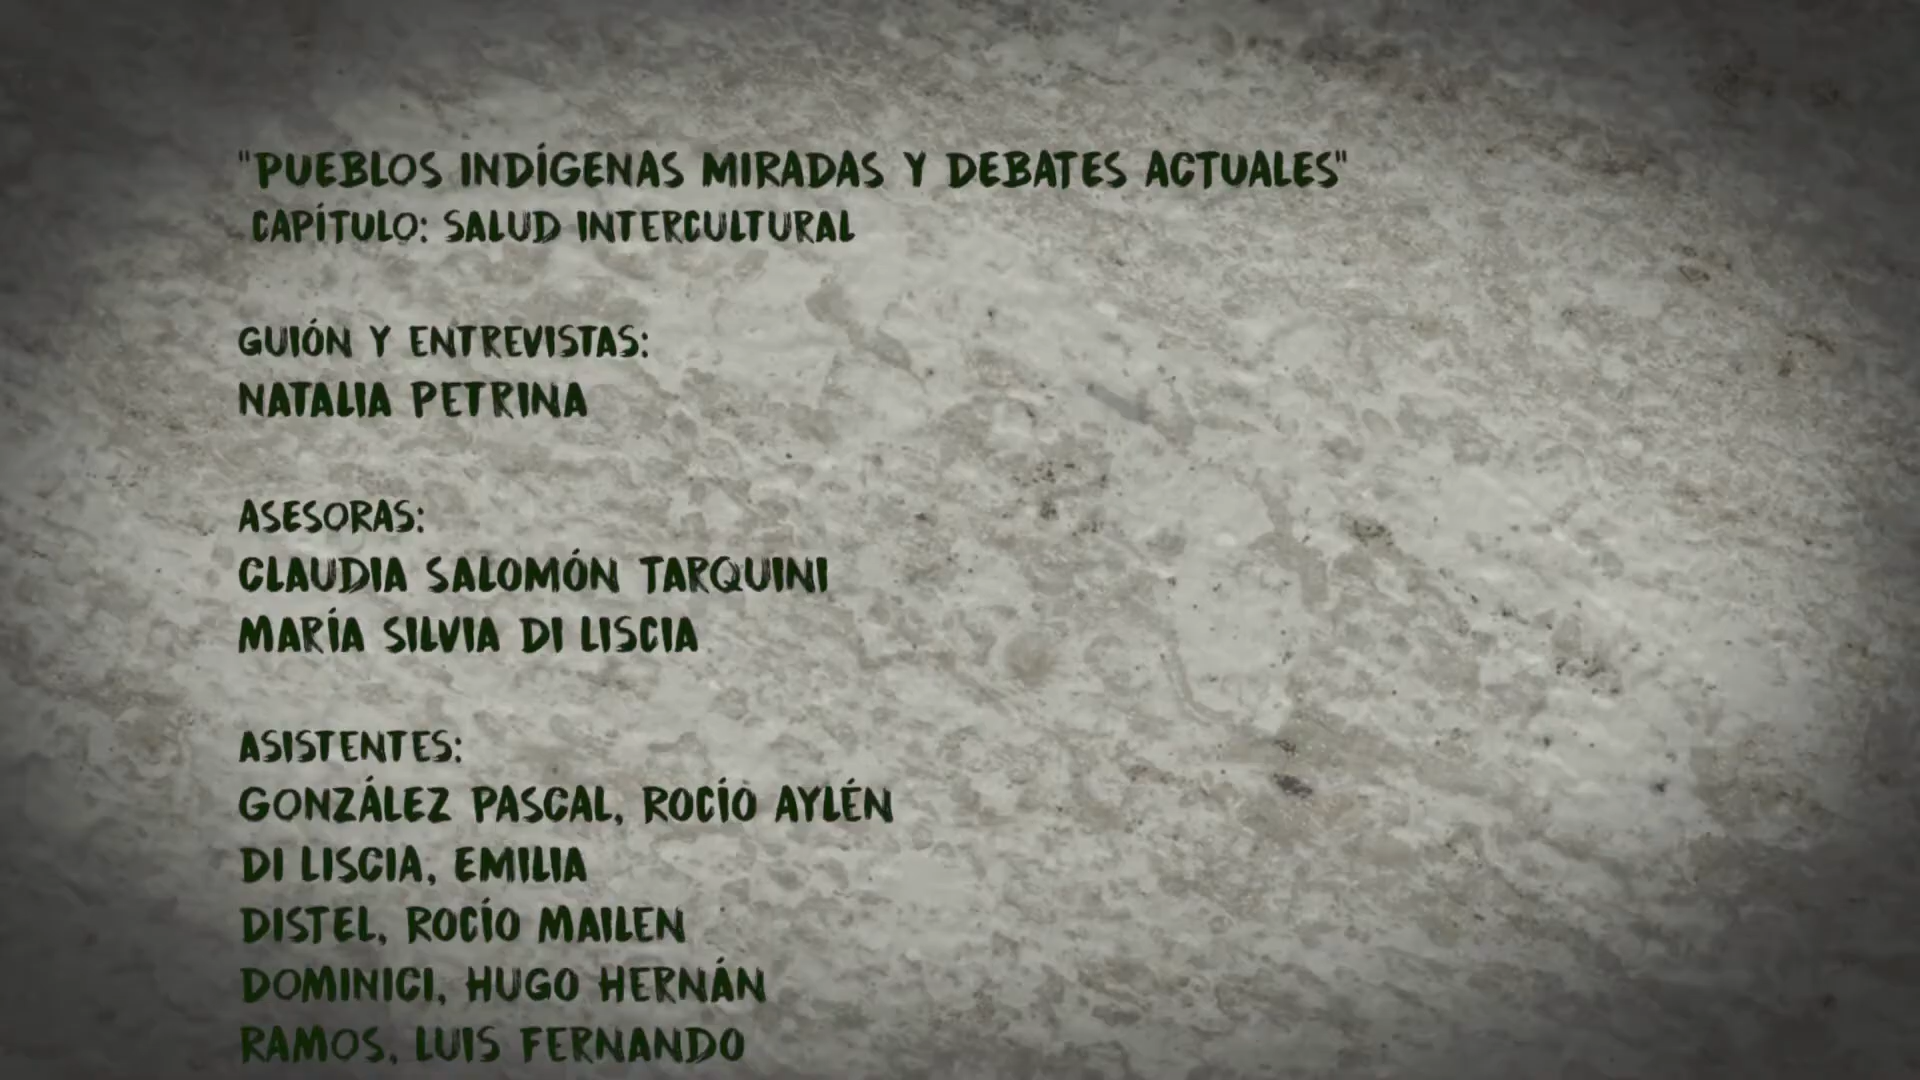 "PUEBLOS INDÍGENAS MIRADAS Y DEBATES ACTUALES"
CAPÍTULO: SALUD INTERCULTURAL
GUIÓN Y ENTREVISTAS:
NATALIA PETRINA
ASESORAS:
CLAUDIA SALOMÓN TARQUINI
MARÍA SILVIA DI LISCIA
ASISTENTES:
GONZÁLEZ PASCAL, ROCÍO AYLÉN
DI LISCIA, EMILIA
DISTEL, ROCÍO MAILEN
DOMINICI, HUGO HERNÁN
RAMOS, LUIS FERNANDO